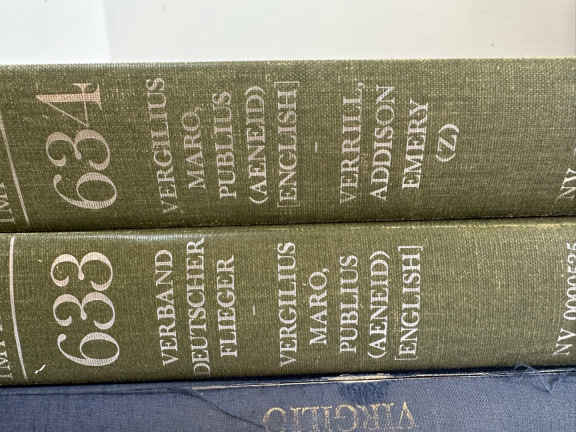 634
VERGILIUS
MARO,
PUBLIUS
(AENEID)
[ENGLISH]
-
VERRILL,
ADDISON
EMERY
(Z)
NV
633
VERBAND
DEUTSCHER
FLIEGER
-
VERGILIUS
MARO,
PUBLIUS
(AENEID)
[ENGLISH]
VIRGILIO